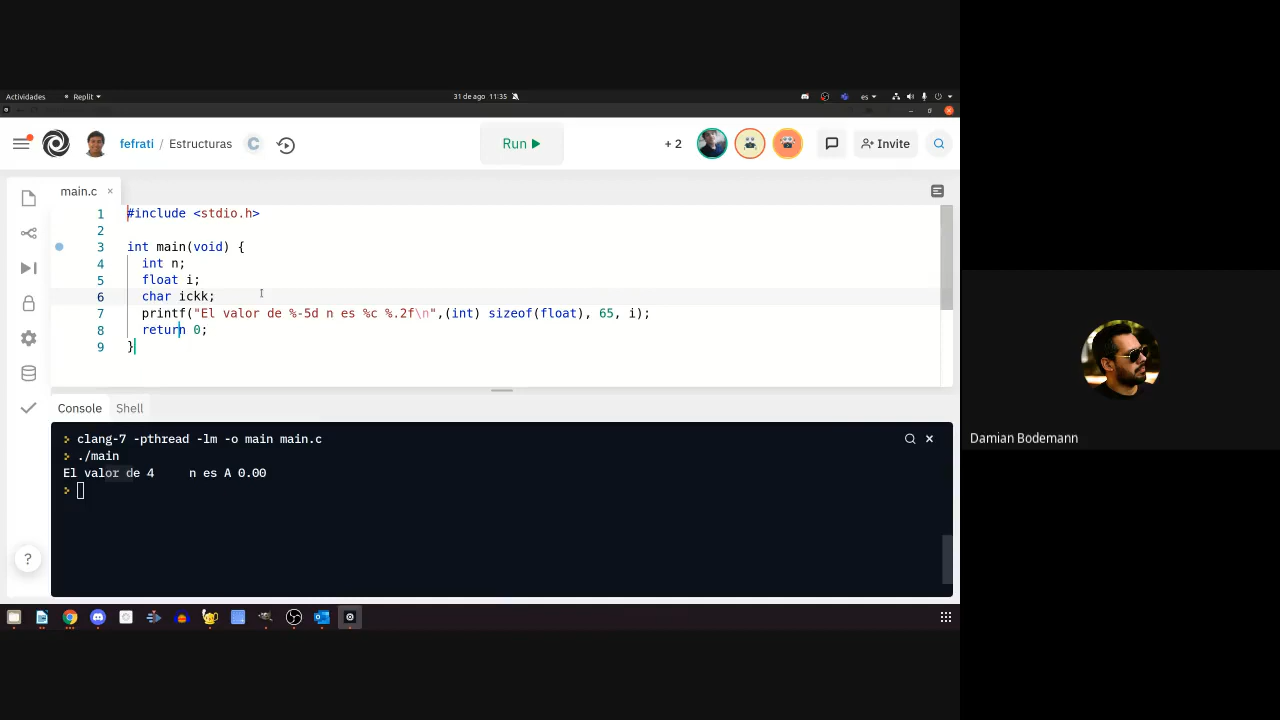 Actividades Replit 31 de ago 11:35 es
fefrati / Estructuras C Run + 2 Invite
main.c ×
1 #include <stdio.h>
2
3 int main(void) {
4 int n;
5 float i;
6 char ickk;
7 printf("El valor de %-5d n es %c %.2f\n",(int) sizeof(float), 65, i);
8 return 0;
9 }
Console Shell
clang-7 -pthread -lm -o main main.c
./main
El valor de 4     n es A 0.00
?
Damian Bodemann